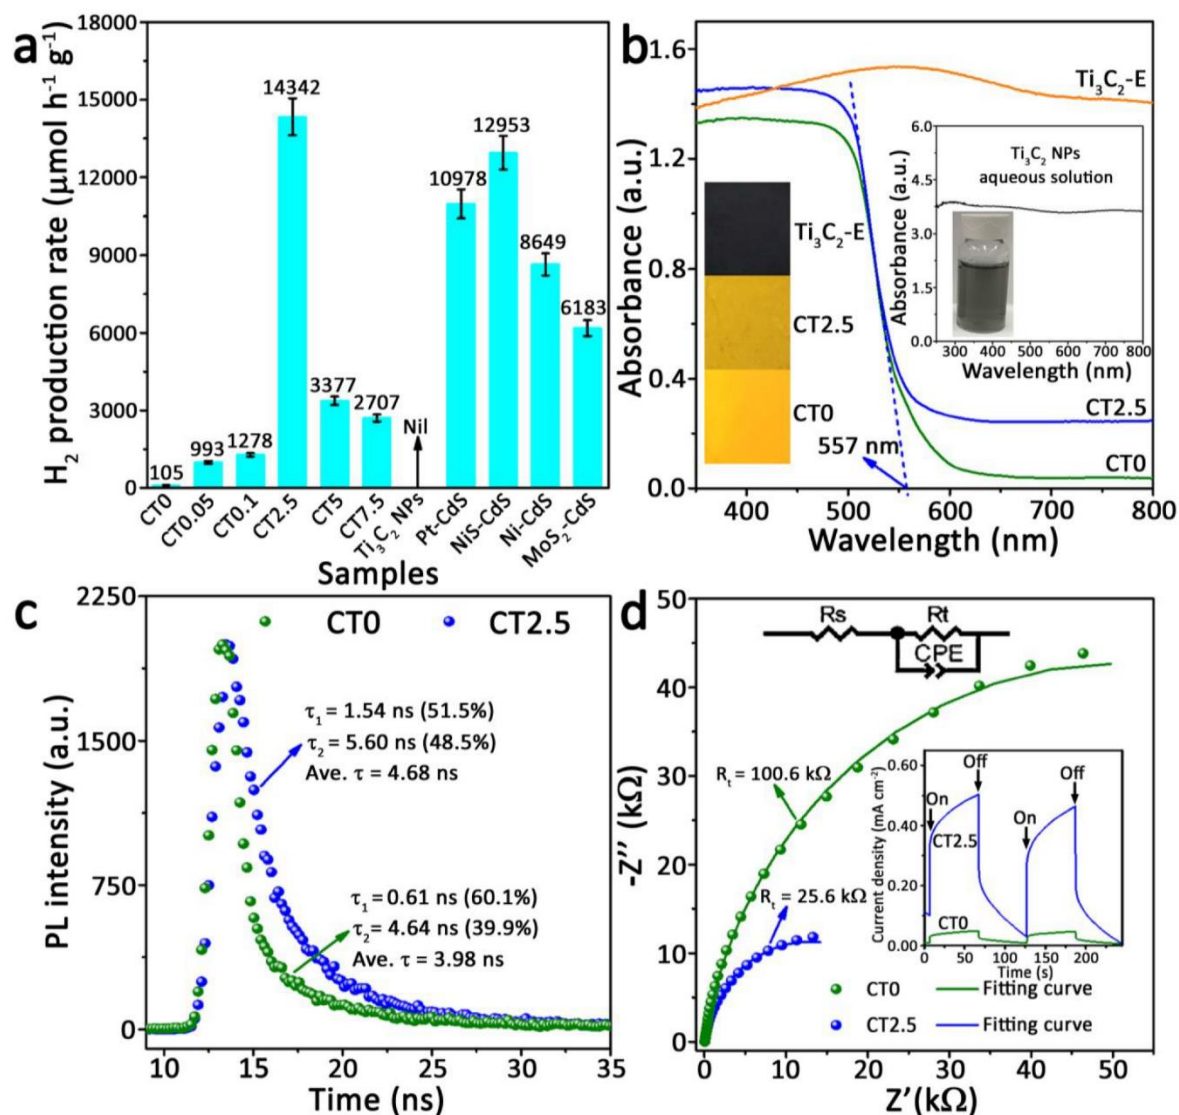 a
H₂ production rate (μmol h⁻¹ g⁻¹)
18000
15000
12000
9000
6000
3000
0
105
993
1278
14342
3377
2707
Nil
10978
12953
8649
6183
CT0
CT0.05
CT0.1
CT2.5
CT5
CT7.5
Ti₃C₂ NPs
Pt-CdS
NiS-CdS
Ni-CdS
MoS₂-CdS
Samples
b
Absorbance (a.u.)
1.6
1.2
0.8
0.4
0.0
Ti₃C₂-E
CT2.5
CT0
Ti₃C₂-E
CT2.5
CT0
557 nm
400 500 600 700 800
Wavelength (nm)
Absorbance (a.u.)
6.0
4.5
3.0
1.5
0.0
Ti₃C₂ NPs
aqueous solution
300 400 500 600 700 800
Wavelength (nm)
c
PL intensity (a.u.)
2250
1500
750
0
CT0 CT2.5
τ₁ = 1.54 ns (51.5%)
τ₂ = 5.60 ns (48.5%)
Ave. τ = 4.68 ns
τ₁ = 0.61 ns (60.1%)
τ₂ = 4.64 ns (39.9%)
Ave. τ = 3.98 ns
10 15 20 25 30 35
Time (ns)
d
-Z''(kΩ)
50
40
30
20
10
0
Rs Rt
CPE
Rₜ = 100.6 kΩ
Rₜ = 25.6 kΩ
Current density (mA cm⁻²)
0.60
0.40
0.20
0.00
On
Off
On
Off
CT2.5
CT0
0 50 100 150 200
Time (s)
CT0 Fitting curve
CT2.5 Fitting curve
0 10 20 30 40 50
Z'(kΩ)